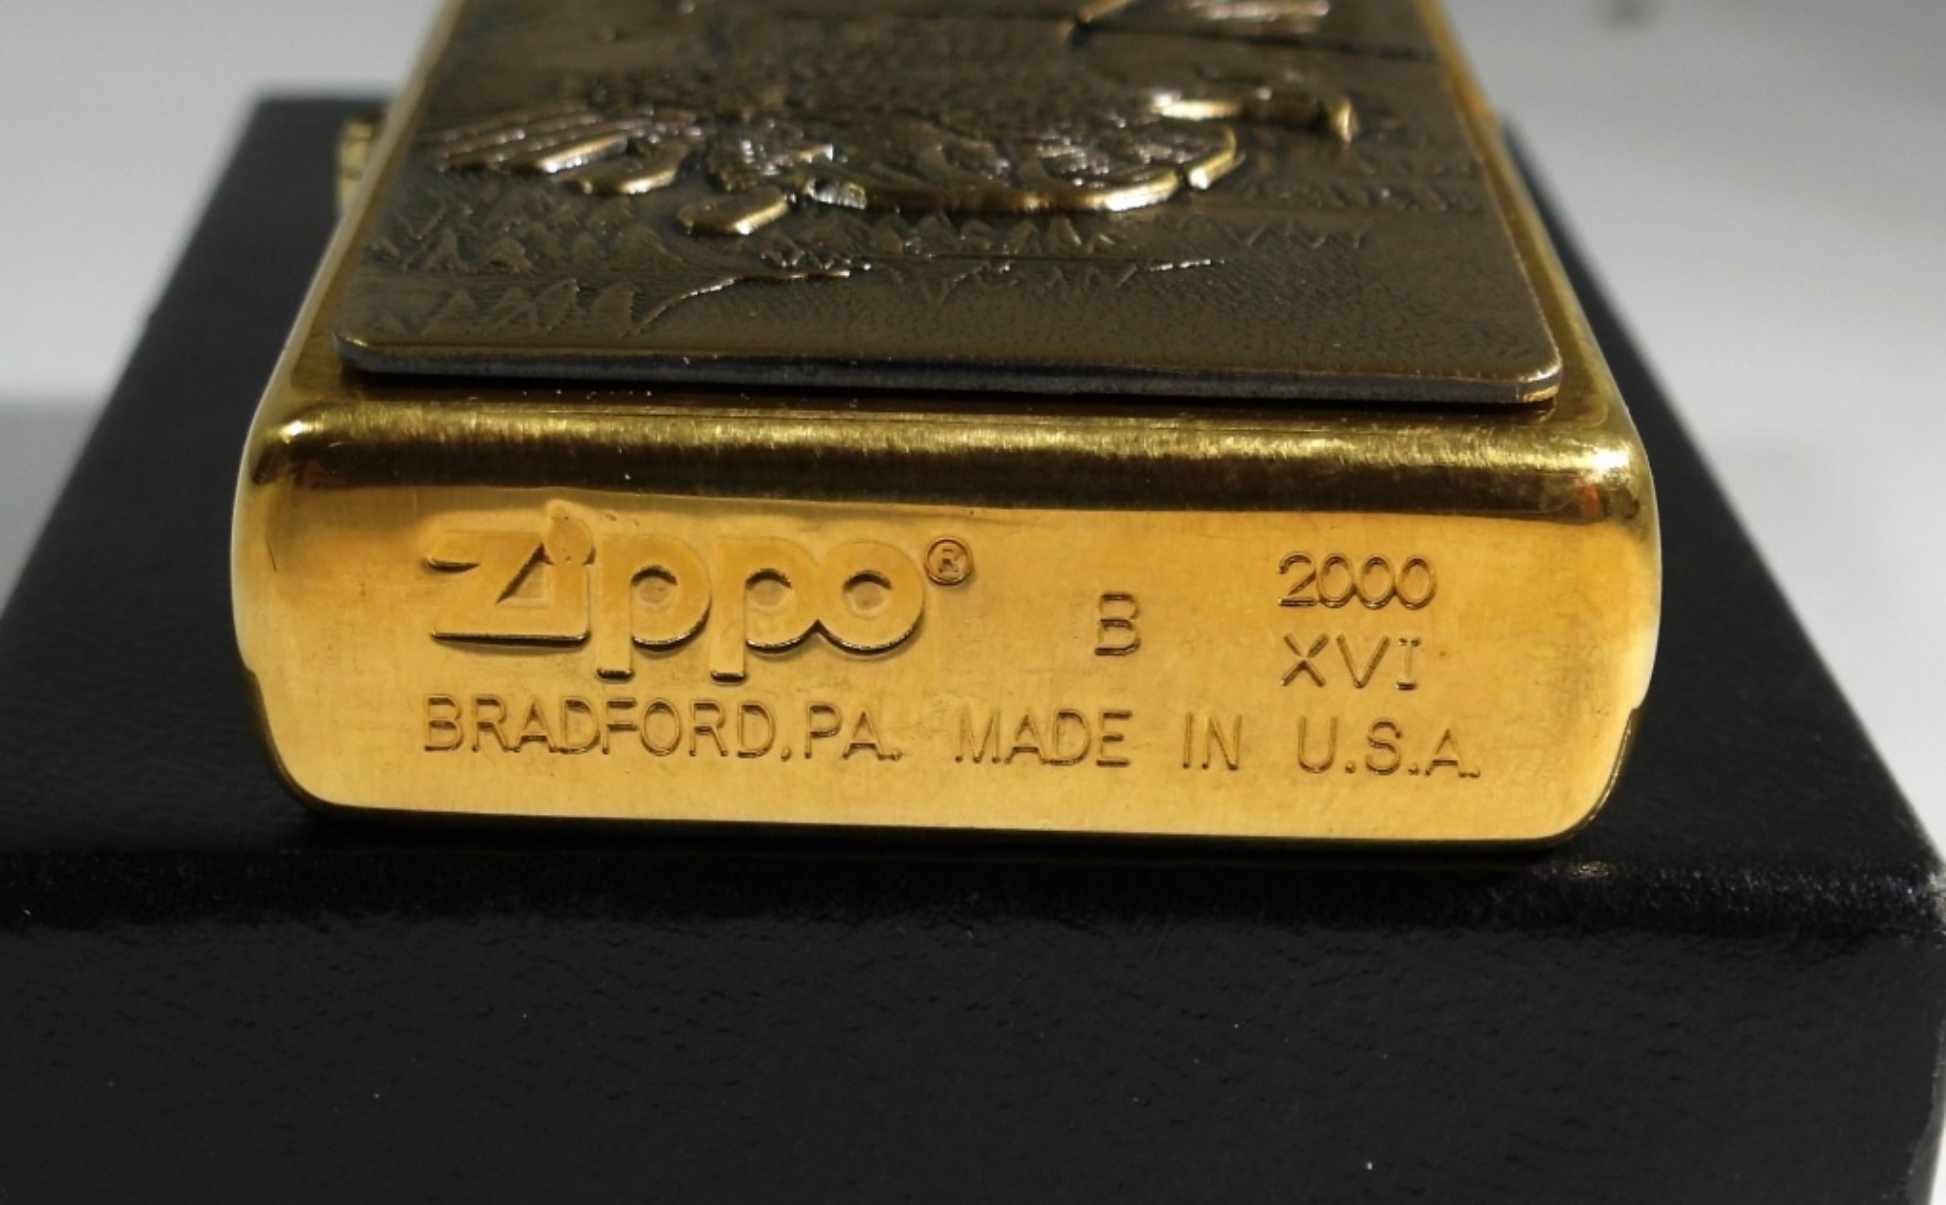 Zippo® B 2000
XVI
BRADFORD,PA. MADE IN U.S.A.